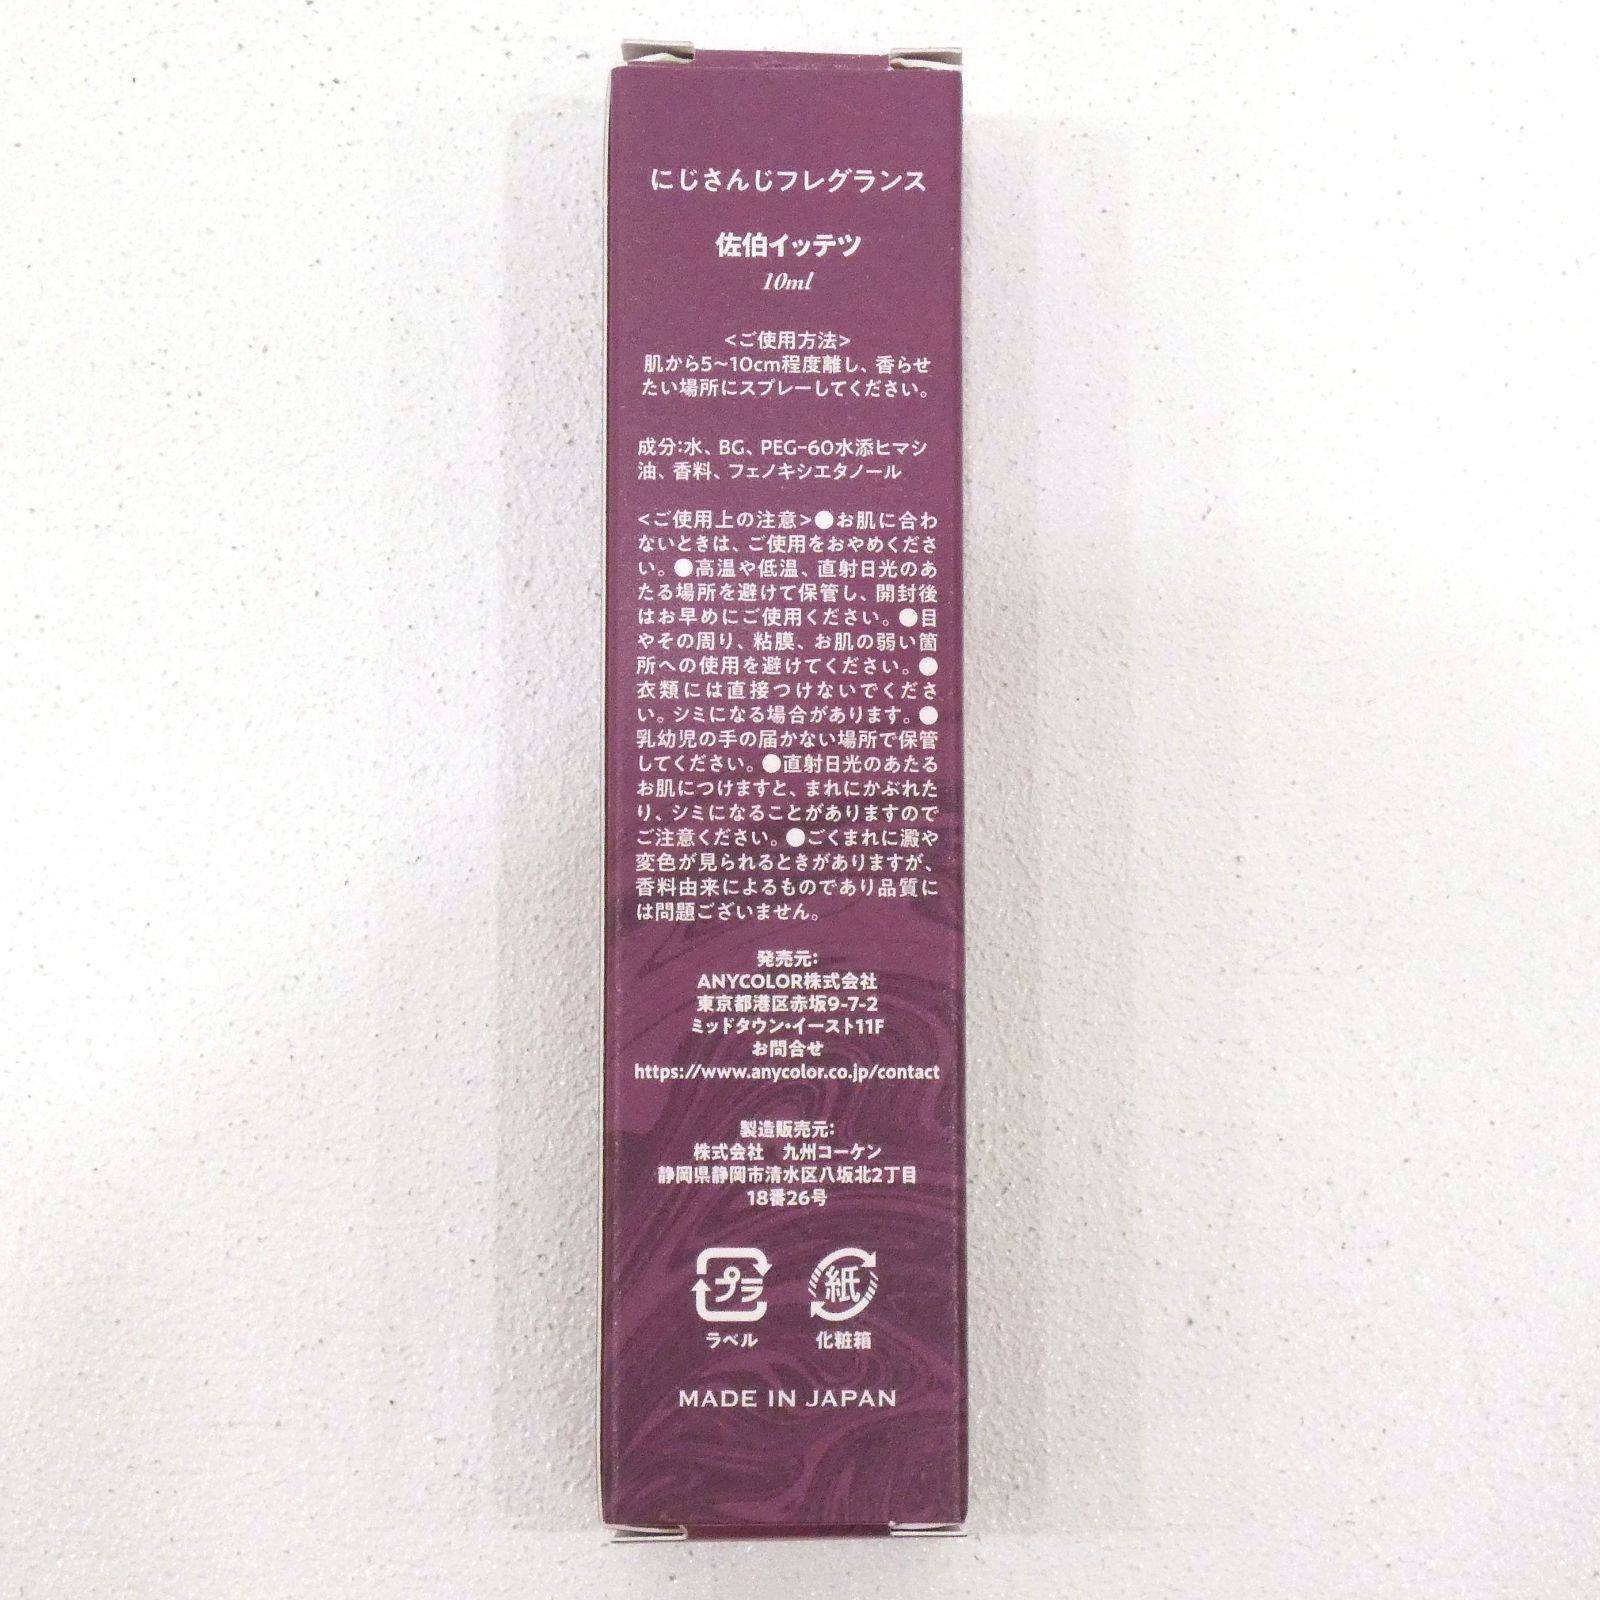 にじさんじフレグランス
佐伯イッテツ
10ml
<ご使用方法>
肌から5~10cm程度離し、香らせ
たい場所にスプレーしてください。
成分:水、BG、PEG-60水添ヒマシ
油、香料、フェノキシエタノール
<ご使用上の注意>●お肌に合わ
ないときは、ご使用をおやめくださ
い。●高温や低温、直射日光のあ
たる場所を避けて保管し、開封後
はお早めにご使用ください。●目
やその周り、粘膜、お肌の弱い箇
所への使用を避けてください。●
衣類には直接つけないでくださ
い。シミになる場合があります。●
乳幼児の手の届かない場所で保管
してください。●直射日光のあたる
お肌につけますと、まれにかぶれた
り、シミになることがありますので
ご注意ください。●ごくまれに澱や
変色が見られるときがありますが、
香料由来によるものであり品質に
は問題ございません。
発売元:
ANYCOLOR株式会社
東京都港区赤坂9-7-2
ミッドタウン・イースト11F
お問合せ
https://www.anycolor.co.jp/contact
製造販売元:
株式会社 九州コーケン
静岡県静岡市清水区八坂北2丁目
18番26号
プラ 紙
ラベル 化粧箱
MADE IN JAPAN